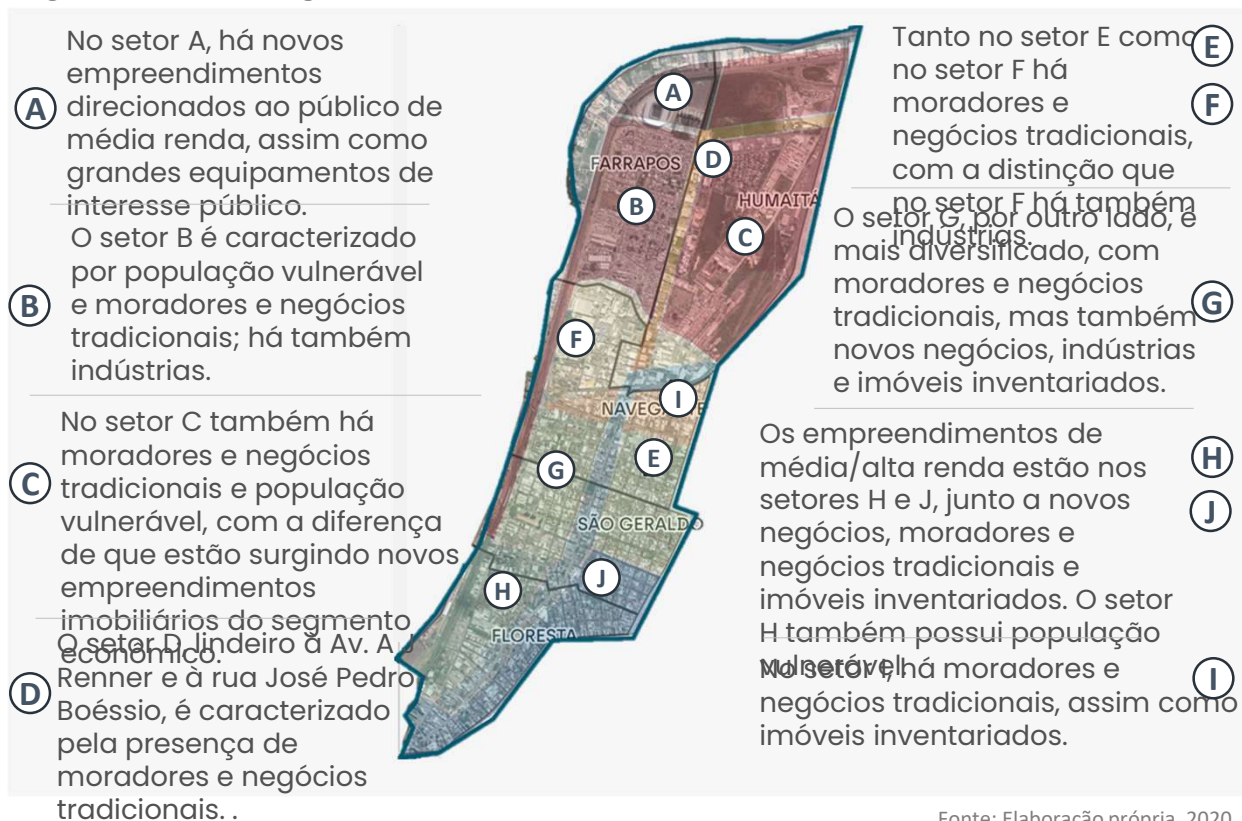 A
No setor A, há novos
empreendimentos
direcionados ao público de
média renda, assim como
grandes equipamentos de
interesse público.
B
O setor B é caracterizado
por população vulnerável
e moradores e negócios
tradicionais; há também
indústrias.
C
No setor C também há
moradores e negócios
tradicionais e população
vulnerável, com a diferença
de que estão surgindo novos
empreendimentos
imobiliários do segmento
econômico.
D
O setor D, lindeiro à Av. A J
Renner e à rua José Pedro
Boéssio, é caracterizado
pela presença de
moradores e negócios
tradicionais. .
A
FARRAPOS
D
B
HUMAITÁ
C
F
I
E
G
SÃO GERALDO
J
H
FLORESTA
E
F
Tanto no setor E como
no setor F há
moradores e
negócios tradicionais,
com a distinção que
no setor F há também
indústrias.
G
O setor G, por outro lado, é
mais diversificado, com
moradores e negócios
tradicionais, mas também
novos negócios, indústrias
e imóveis inventariados.
H
J
Os empreendimentos de
média/alta renda estão nos
setores H e J, junto a novos
negócios, moradores e
negócios tradicionais e
imóveis inventariados. O setor
H também possui população
vulnerável.
I
No setor I, há moradores e
negócios tradicionais, assim como
imóveis inventariados.
Fonte: Elaboração própria, 2020